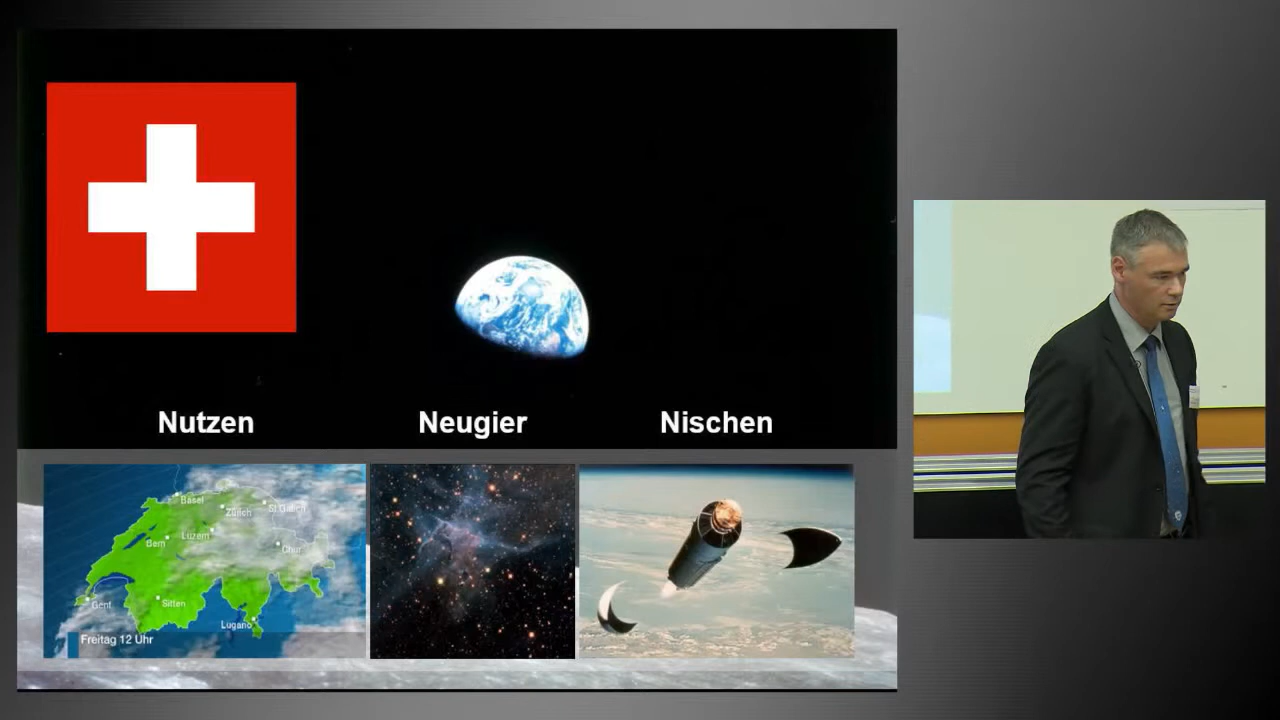 Nutzen
Neugier
Nischen
Basel
Zürich
St.Gallen
Luzern
Bern
Chur
Genf
Sitten
Lugano
Freitag 12 Uhr